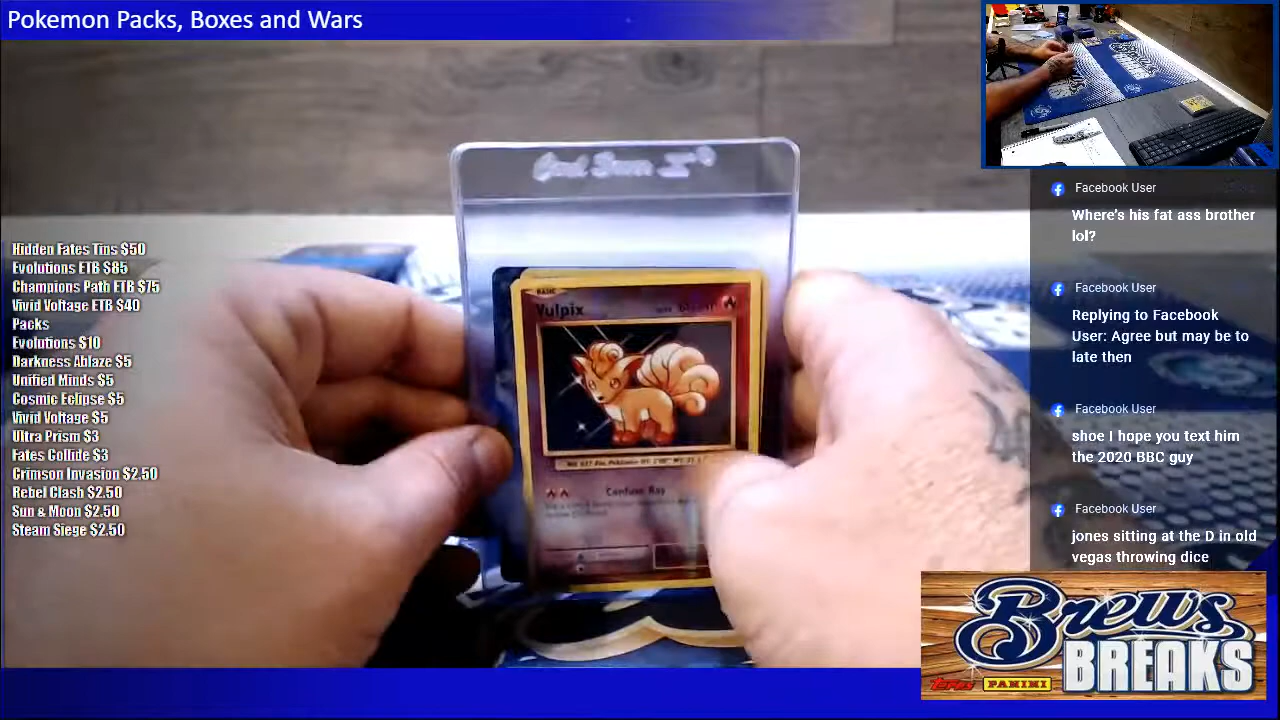 Pokemon Packs, Boxes and Wars
Hidden Fates Tins $50
Evolutions ETB $85
Champions Path ETB $75
Vivid Voltage ETB $40
Packs
Evolutions $10
Darkness Ablaze $5
Unified Minds $5
Cosmic Eclipse $5
Vivid Voltage $5
Ultra Prism $3
Fates Collide $3
Crimson Invasion $2.50
Rebel Clash $2.50
Sun & Moon $2.50
Steam Siege $2.50
BASIC
Vulpix
Confuse Ray
Facebook User
Where's his fat ass brother
lol?
Facebook User
Replying to Facebook
User: Agree but may be to
late then
Facebook User
shoe I hope you text him
the 2020 BBC guy
Facebook User
jones sitting at the D in old
vegas throwing dice
Brews
BREAKS
Topps PANINI